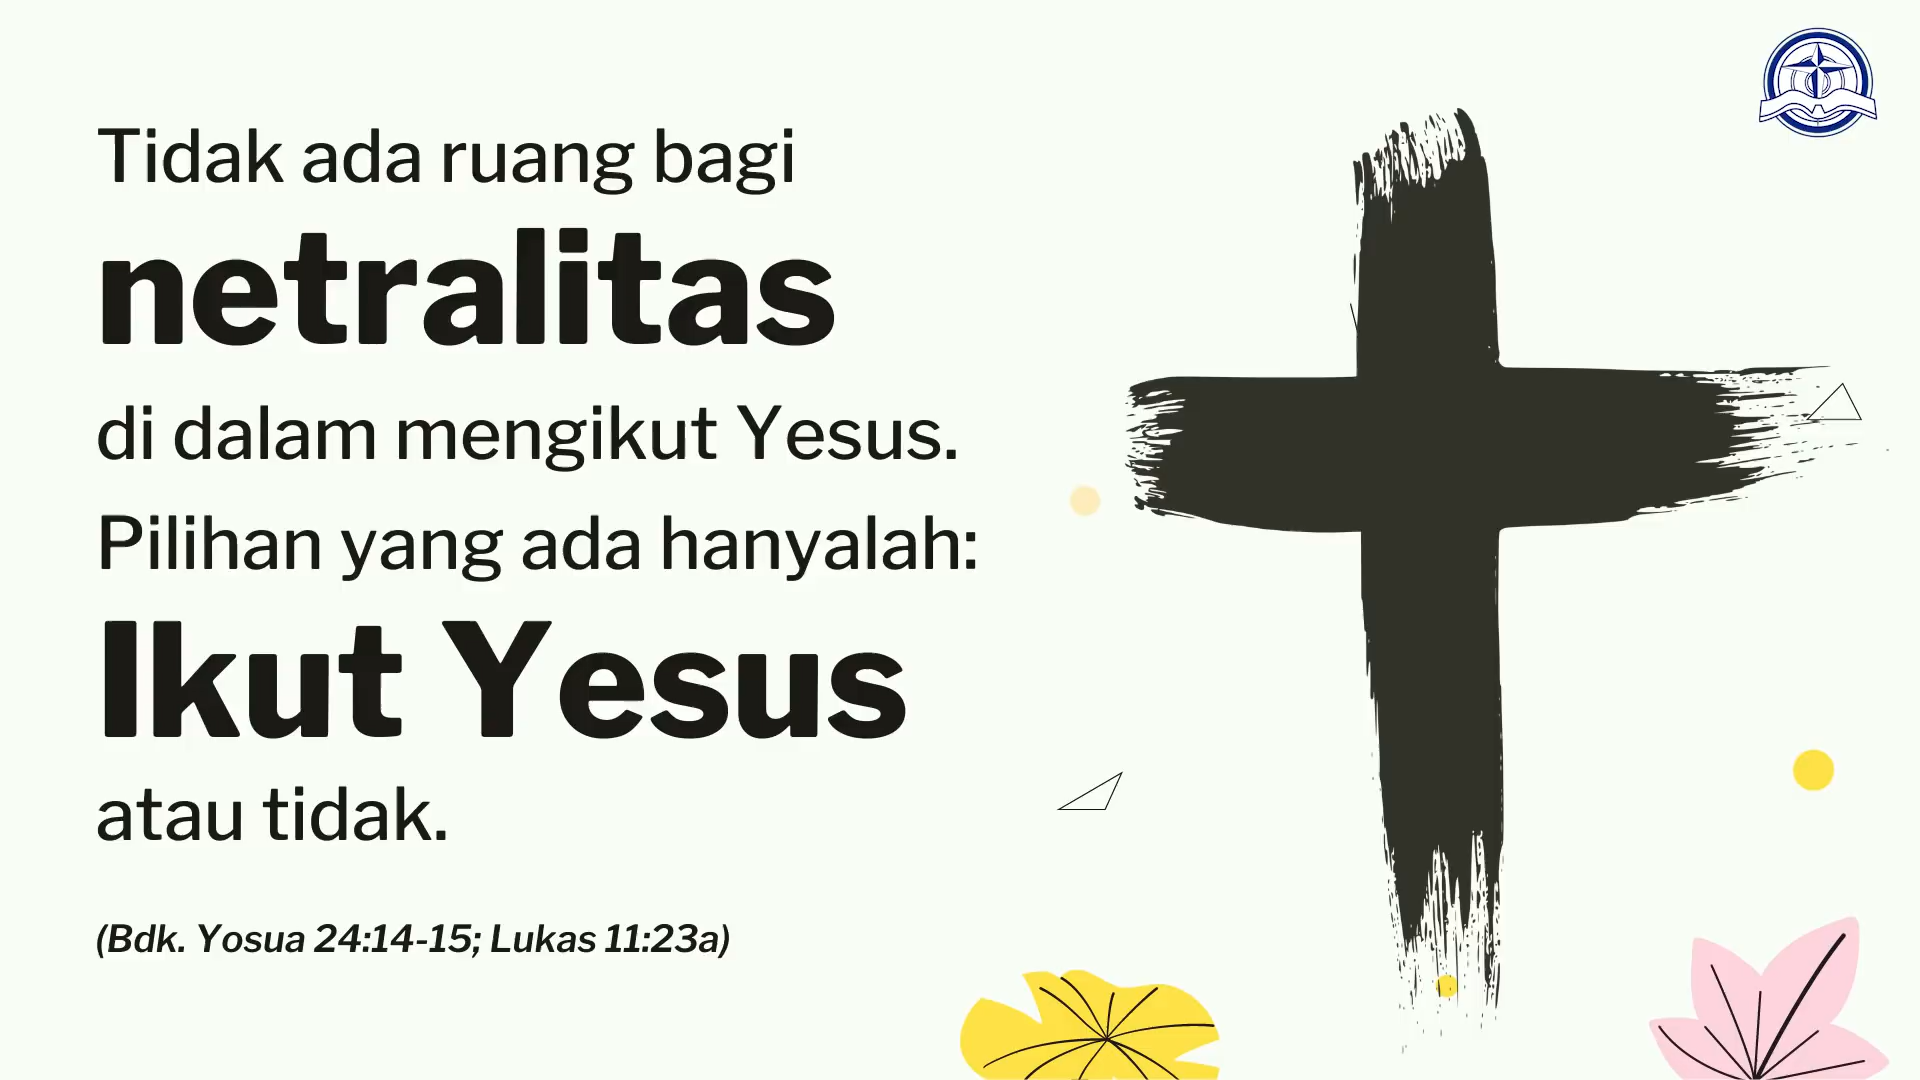 Tidak ada ruang bagi
netralitas
di dalam mengikut Yesus.
Pilihan yang ada hanyalah:
Ikut Yesus
atau tidak.
(Bdk. Yosua 24:14-15; Lukas 11:23a)